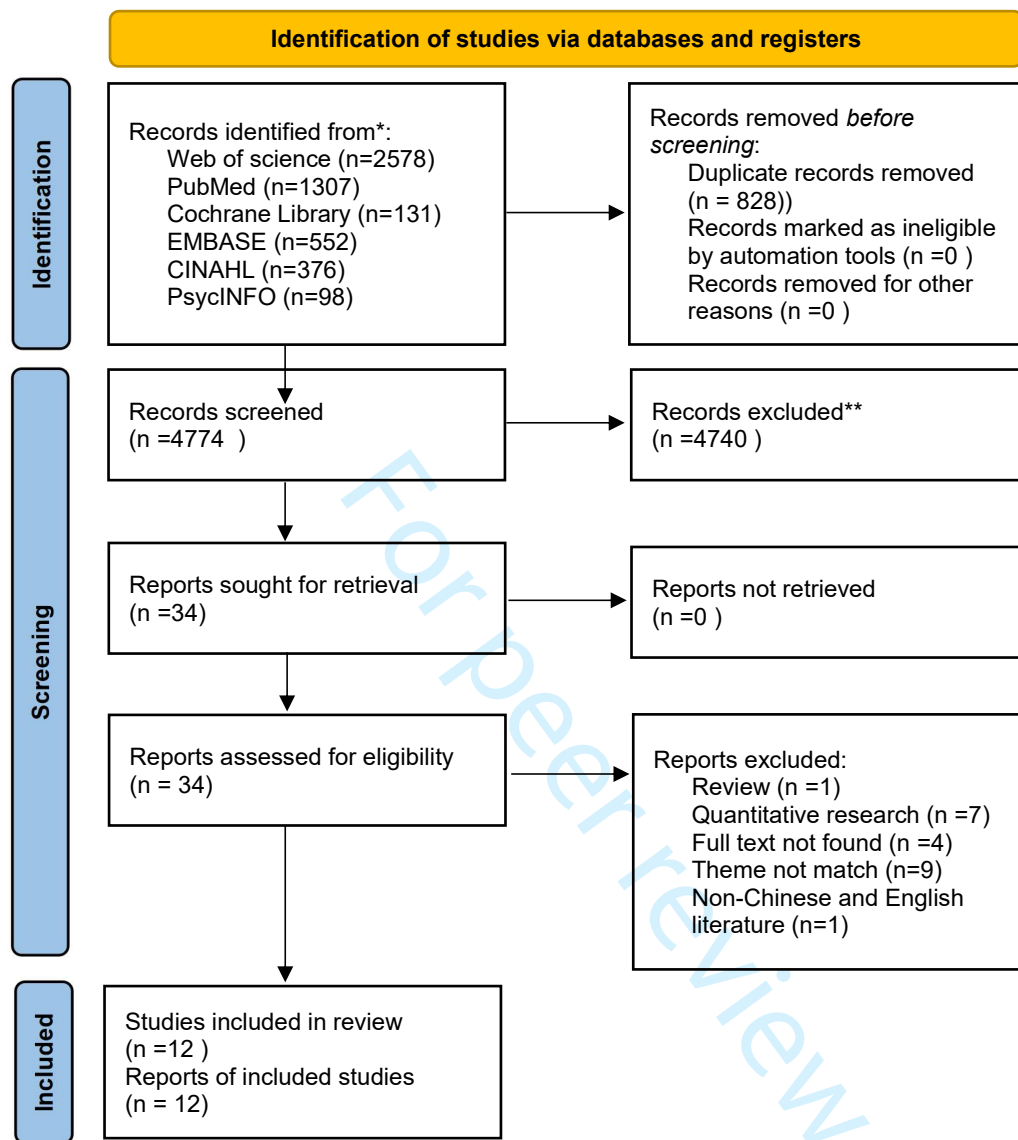 Identification of studies via databases and registers
Identification
Records identified from*:
Web of science (n=2578)
PubMed (n=1307)
Cochrane Library (n=131)
EMBASE (n=552)
CINAHL (n=376)
PsycINFO (n=98)
Records removed before
screening:
Duplicate records removed
(n = 828))
Records marked as ineligible
by automation tools (n =0 )
Records removed for other
reasons (n =0 )
Screening
Records screened
(n =4774 )
Records excluded**
(n =4740 )
Reports sought for retrieval
(n =34)
Reports not retrieved
(n =0 )
Reports assessed for eligibility
(n = 34)
Reports excluded:
Review (n =1)
Quantitative research (n =7)
Full text not found (n =4)
Theme not match (n=9)
Non-Chinese and English
literature (n=1)
Included
Studies included in review
(n =12 )
Reports of included studies
(n = 12)
For peer review